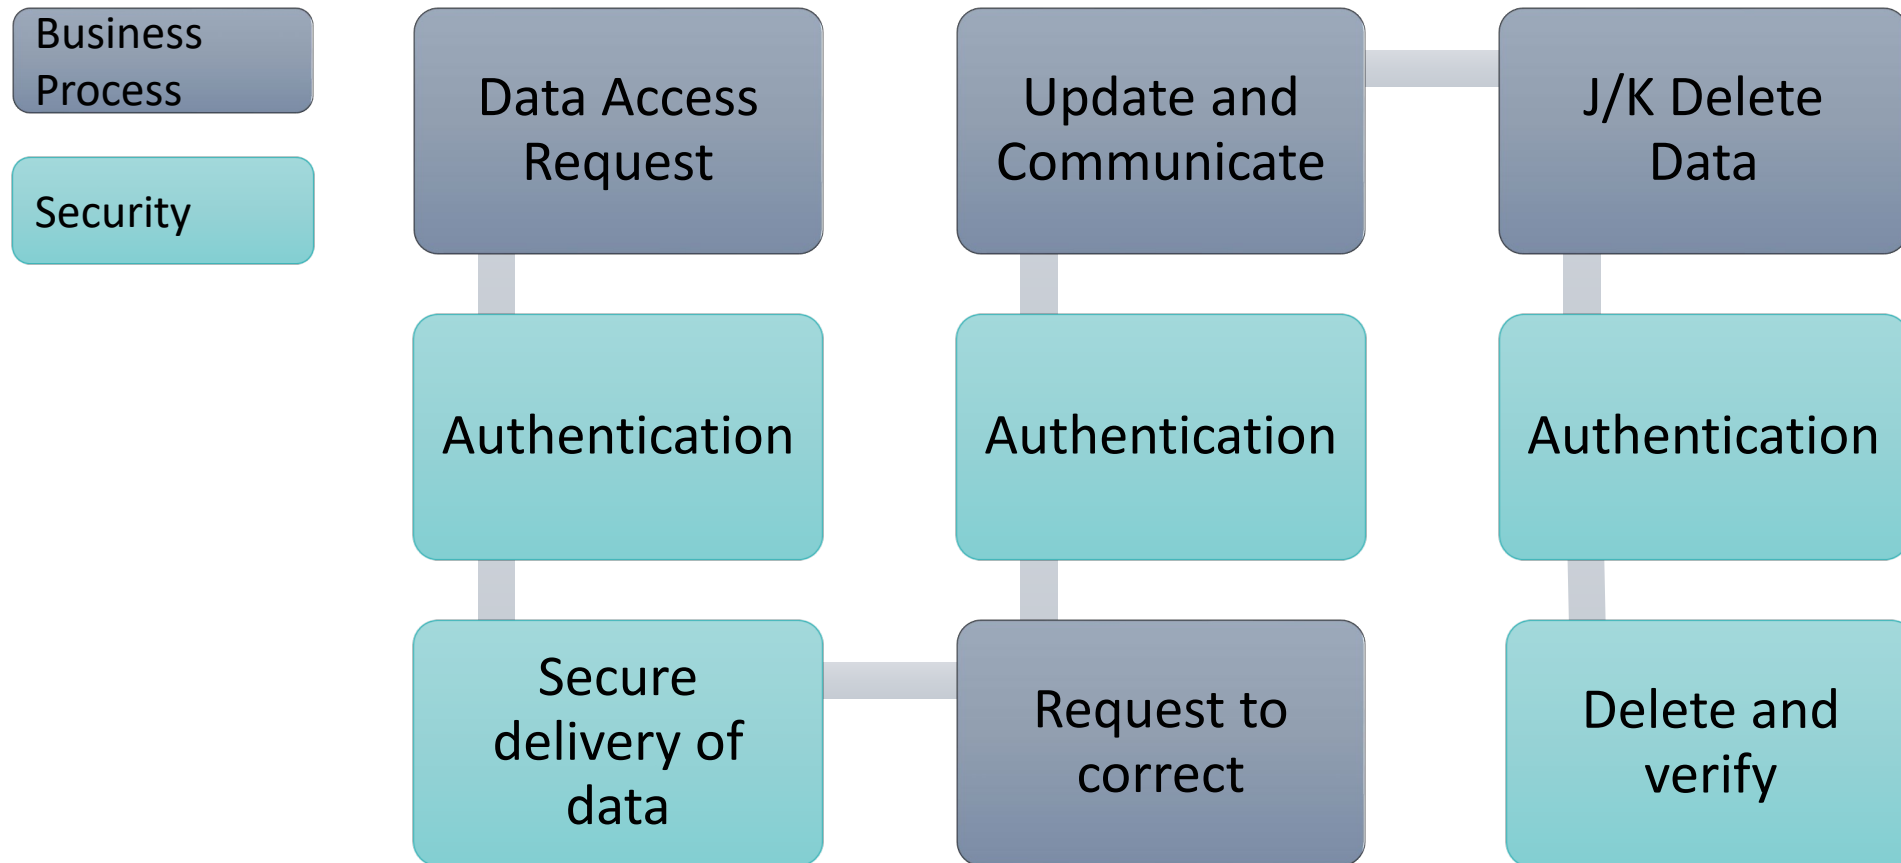 Business
Process
Security
Data Access
Request
Authentication
Secure
delivery of
data
Update and
Communicate
Authentication
Request to
correct
J/K Delete
Data
Authentication
Delete and
verify